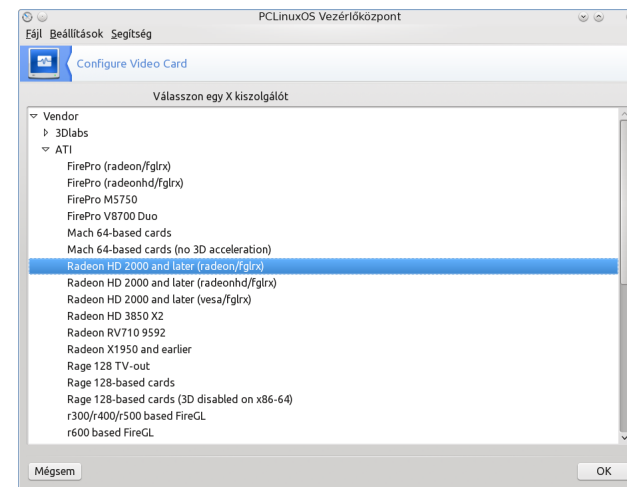 PCLinuxOS Vezérlőközpont
Fájl Beállítások Segítség
Configure Video Card
Válasszon egy X kiszolgálót
Vendor
3Dlabs
ATI
FirePro (radeon/fglrx)
FirePro (radeonhd/fglrx)
FirePro M5750
FirePro V8700 Duo
Mach 64-based cards
Mach 64-based cards (no 3D acceleration)
Radeon HD 2000 and later (radeon/fglrx)
Radeon HD 2000 and later (radeonhd/fglrx)
Radeon HD 2000 and later (vesa/fglrx)
Radeon HD 3850 X2
Radeon RV710 9592
Radeon X1950 and earlier
Rage 128 TV-out
Rage 128-based cards
Rage 128-based cards (3D disabled on x86-64)
r300/r400/r500 based FireGL
r600 based FireGL
Mégsem OK